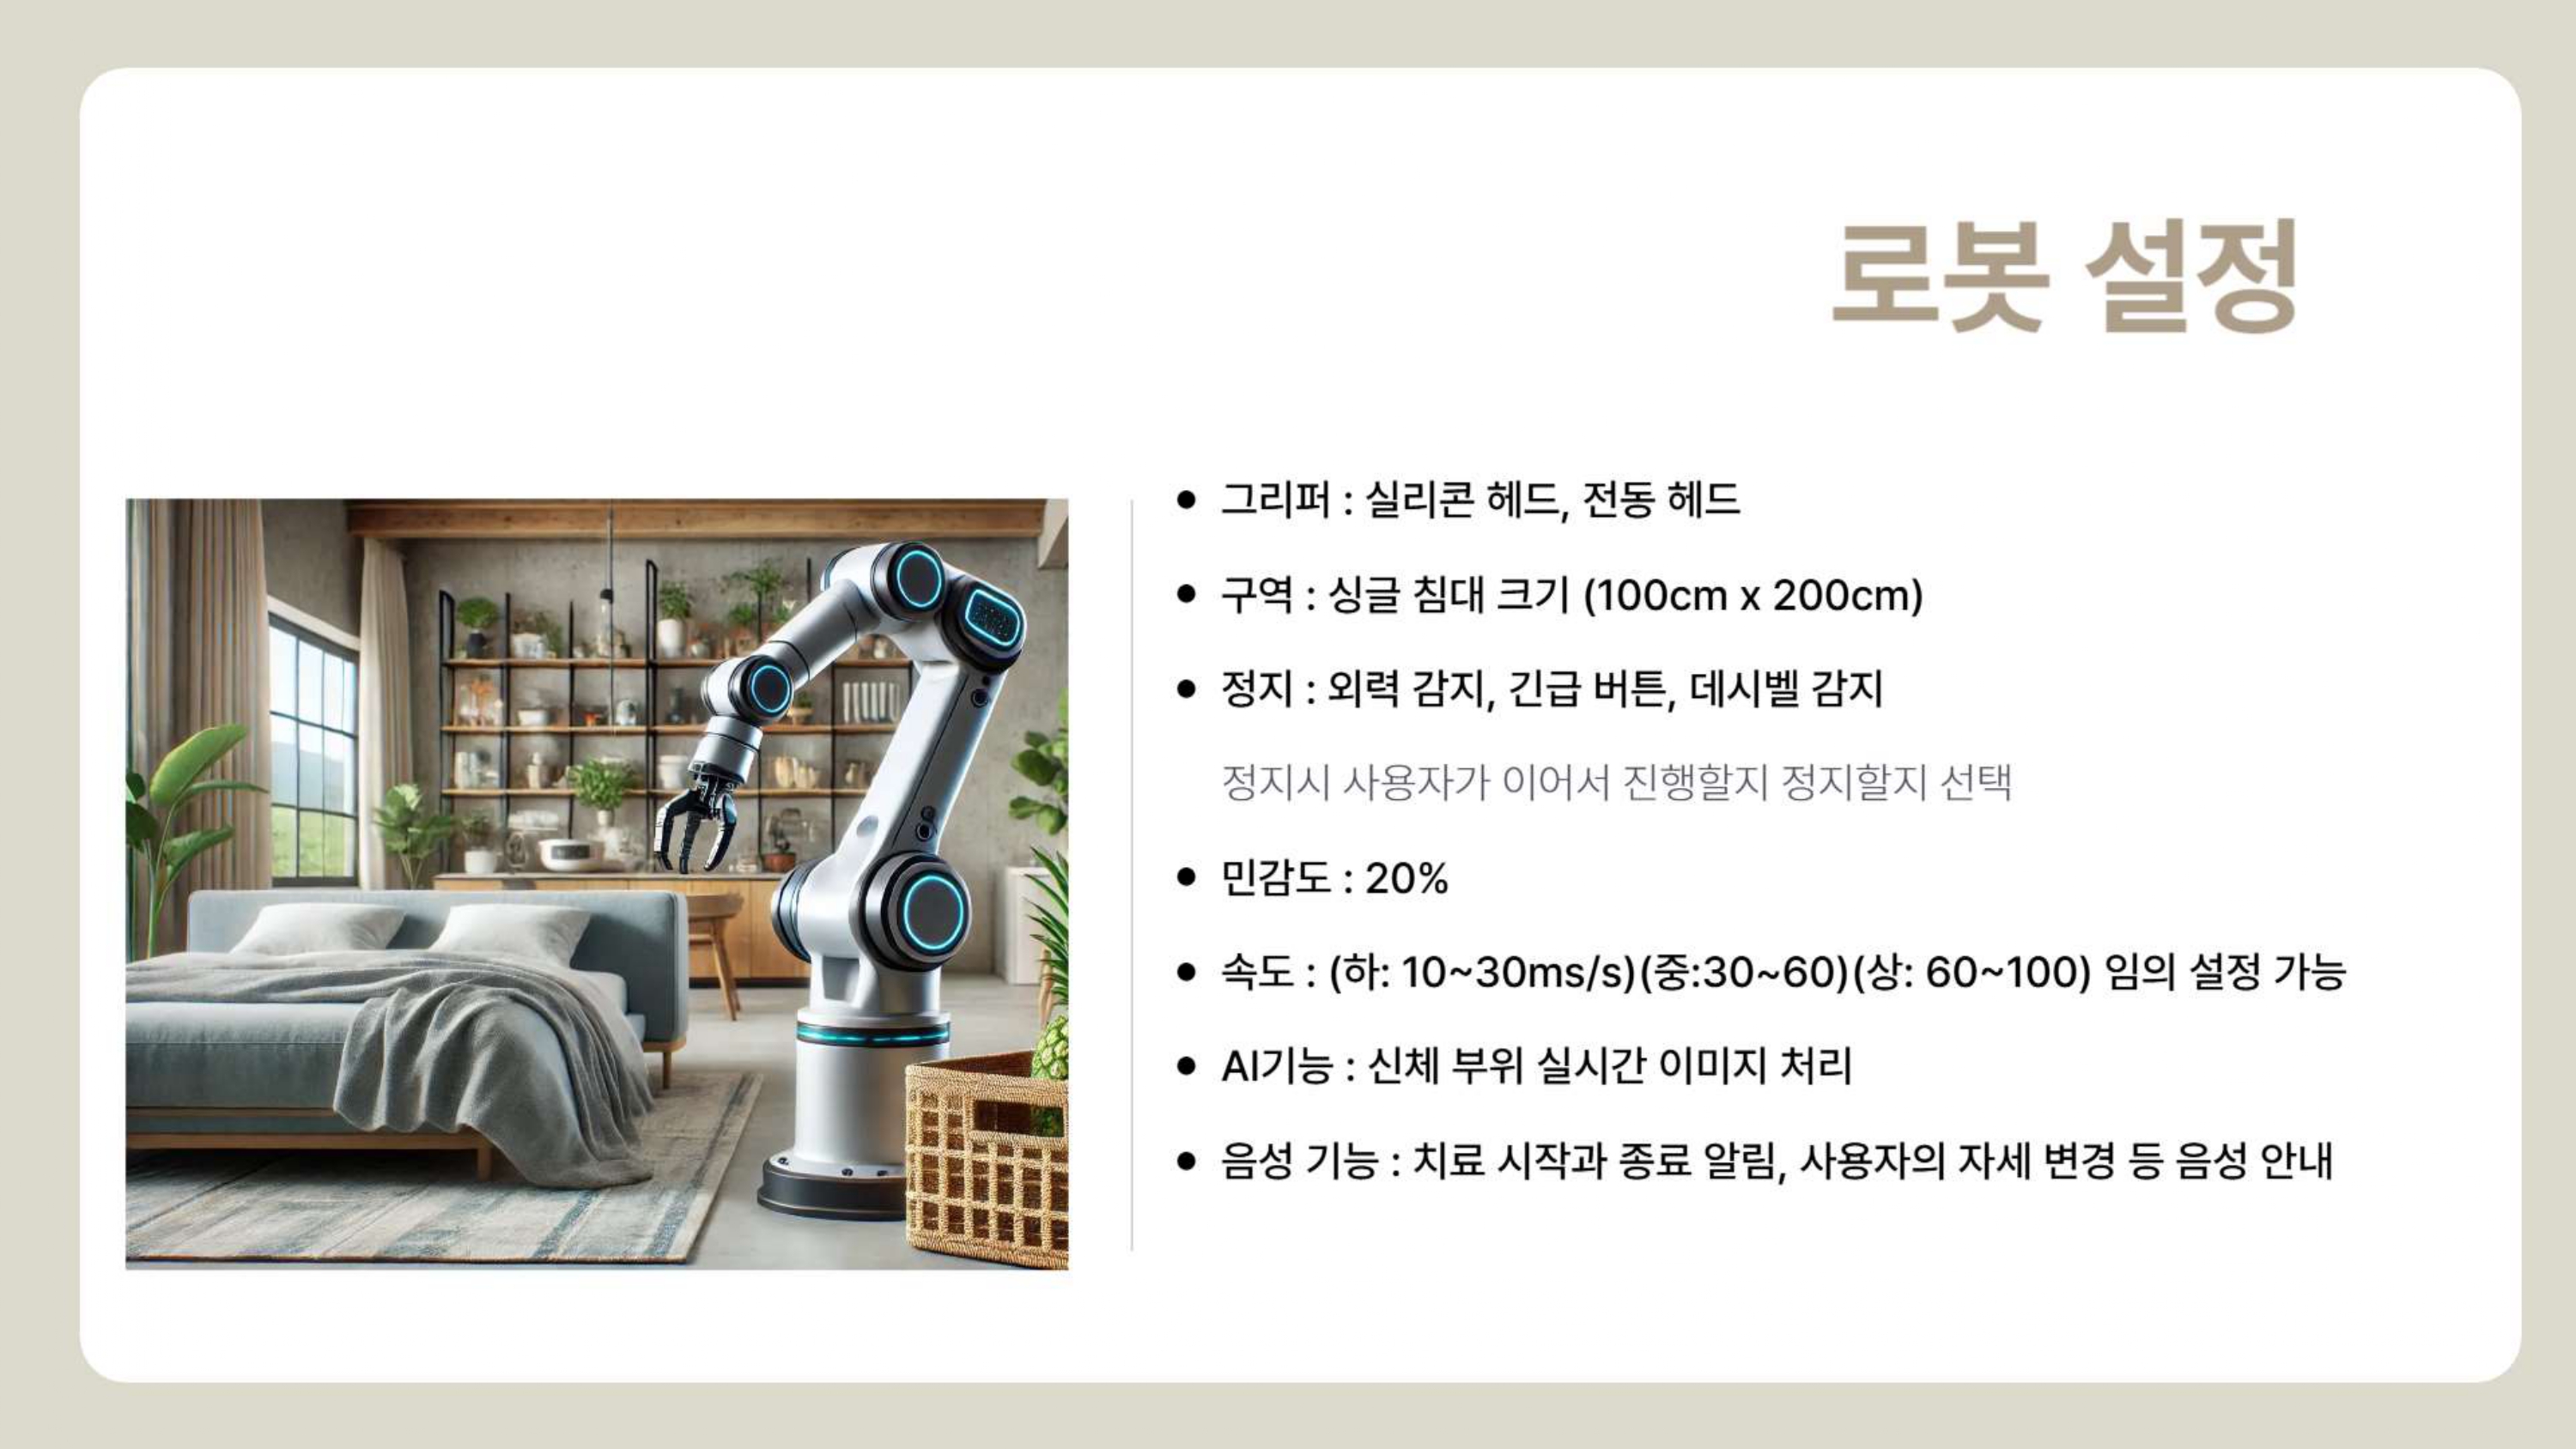 로봇 설정
● 그리퍼 : 실리콘 헤드, 전동 헤드
● 구역 : 싱글 침대 크기 (100cm x 200cm)
● 정지 : 외력 감지, 긴급 버튼, 데시벨 감지
정지시 사용자가 이어서 진행할지 정지할지 선택
● 민감도 : 20%
● 속도 : (하: 10~30ms/s)(중:30~60)(상: 60~100) 임의 설정 가능
● AI기능 : 신체 부위 실시간 이미지 처리
● 음성 기능 : 치료 시작과 종료 알림, 사용자의 자세 변경 등 음성 안내